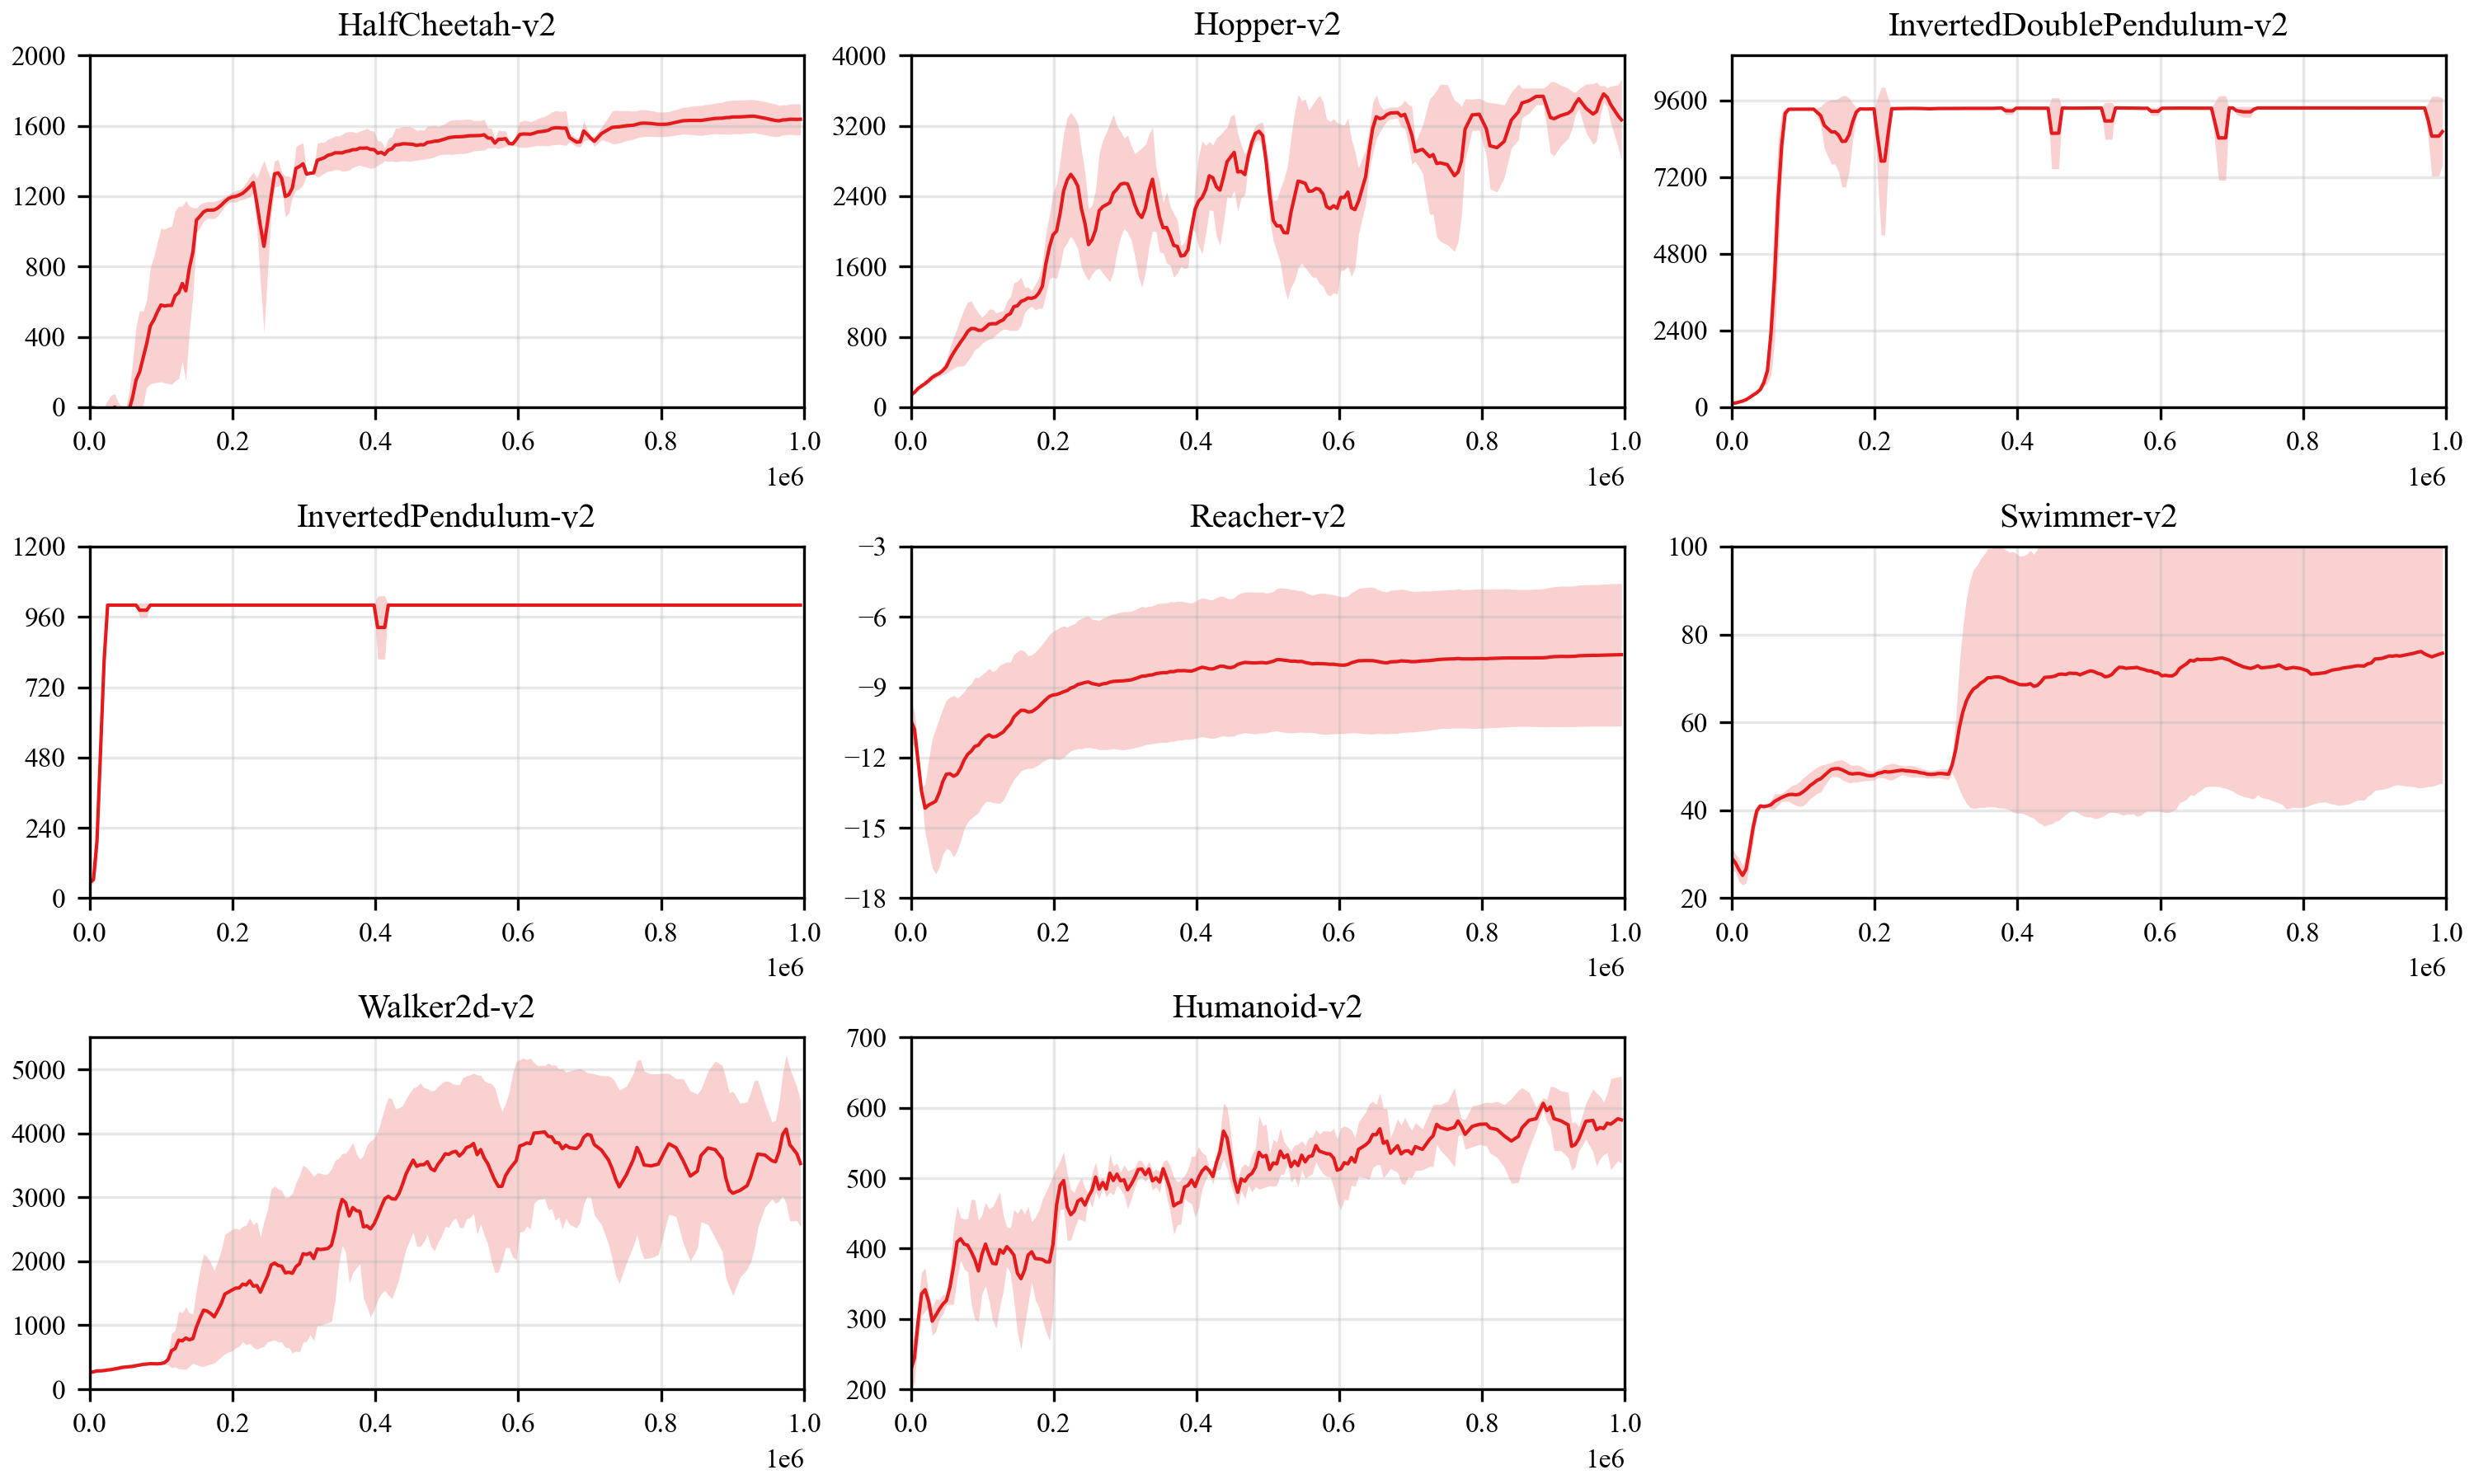 HalfCheetah-v2
2000
1600
1200
800
400
0
0.0 0.2 0.4 0.6 0.8 1.0
1e6
Hopper-v2
4000
3200
2400
1600
800
0
0.0 0.2 0.4 0.6 0.8 1.0
1e6
InvertedDoublePendulum-v2
9600
7200
4800
2400
0
0.0 0.2 0.4 0.6 0.8 1.0
1e6
InvertedPendulum-v2
1200
960
720
480
240
0
0.0 0.2 0.4 0.6 0.8 1.0
1e6
Reacher-v2
−3
−6
−9
−12
−15
−18
0.0 0.2 0.4 0.6 0.8 1.0
1e6
Swimmer-v2
100
80
60
40
20
0.0 0.2 0.4 0.6 0.8 1.0
1e6
Walker2d-v2
5000
4000
3000
2000
1000
0
0.0 0.2 0.4 0.6 0.8 1.0
1e6
Humanoid-v2
700
600
500
400
300
200
0.0 0.2 0.4 0.6 0.8 1.0
1e6